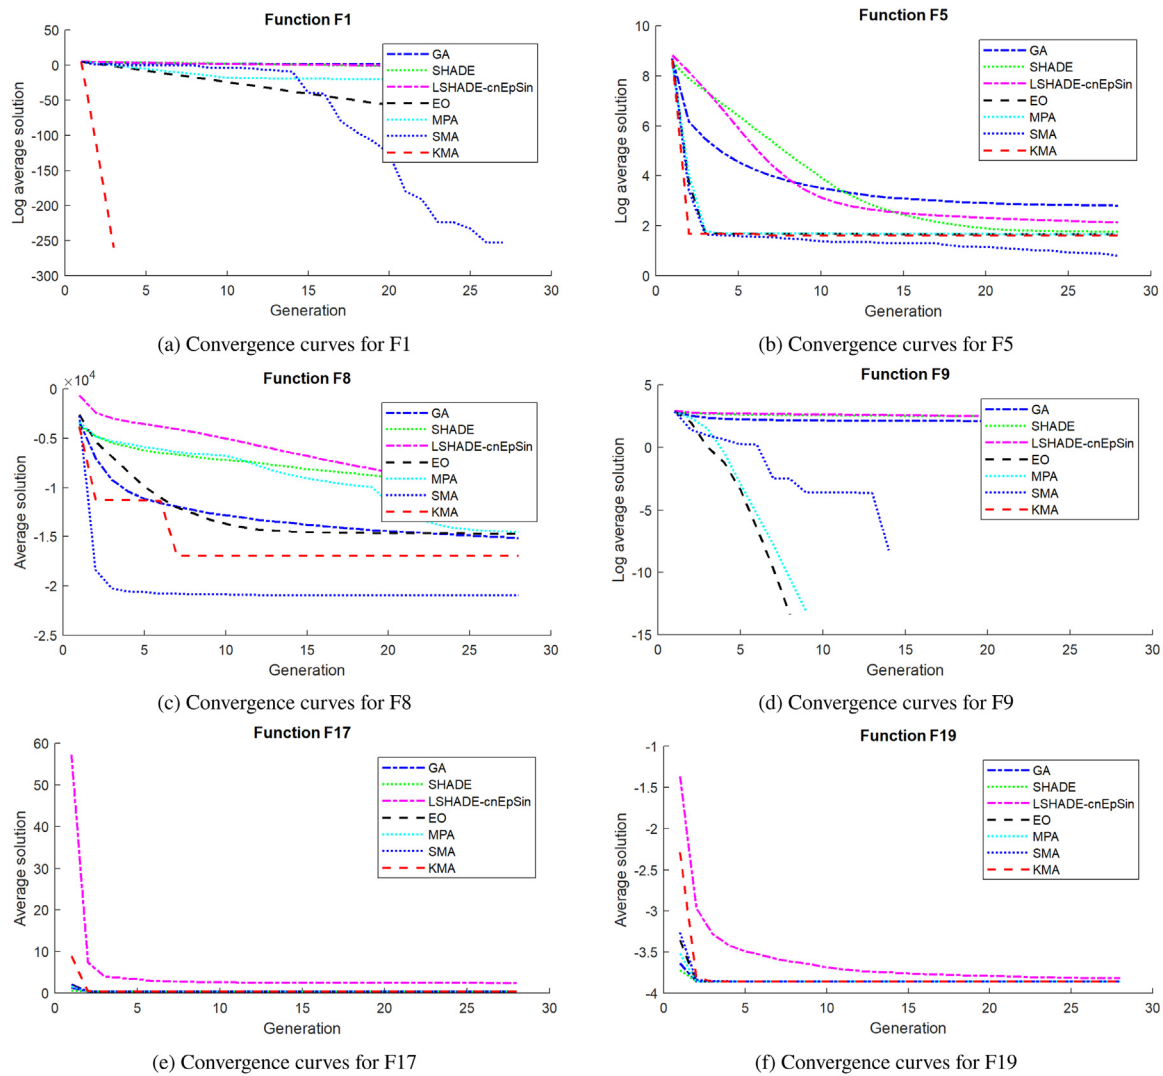 Function F1
50
0
-50
-100
-150
-200
-250
-300
Log average solution
0 5 10 15 20 25 30
Generation
GA
SHADE
LSHADE-cnEpSin
EO
MPA
SMA
KMA
(a) Convergence curves for F1
Function F5
10
8
6
4
2
0
Log average solution
0 5 10 15 20 25 30
Generation
GA
SHADE
LSHADE-cnEpSin
EO
MPA
SMA
KMA
(b) Convergence curves for F5
Function F8
×10⁴
0
-0.5
-1
-1.5
-2
-2.5
Average solution
0 5 10 15 20 25 30
Generation
GA
SHADE
LSHADE-cnEpSin
EO
MPA
SMA
KMA
(c) Convergence curves for F8
Function F9
5
0
-5
-10
-15
Log average solution
0 5 10 15 20 25 30
Generation
GA
SHADE
LSHADE-cnEpSin
EO
MPA
SMA
KMA
(d) Convergence curves for F9
Function F17
60
50
40
30
20
10
0
Average solution
0 5 10 15 20 25 30
Generation
GA
SHADE
LSHADE-cnEpSin
EO
MPA
SMA
KMA
(e) Convergence curves for F17
Function F19
-1
-1.5
-2
-2.5
-3
-3.5
-4
Average solution
0 5 10 15 20 25 30
Generation
GA
SHADE
LSHADE-cnEpSin
EO
MPA
SMA
KMA
(f) Convergence curves for F19